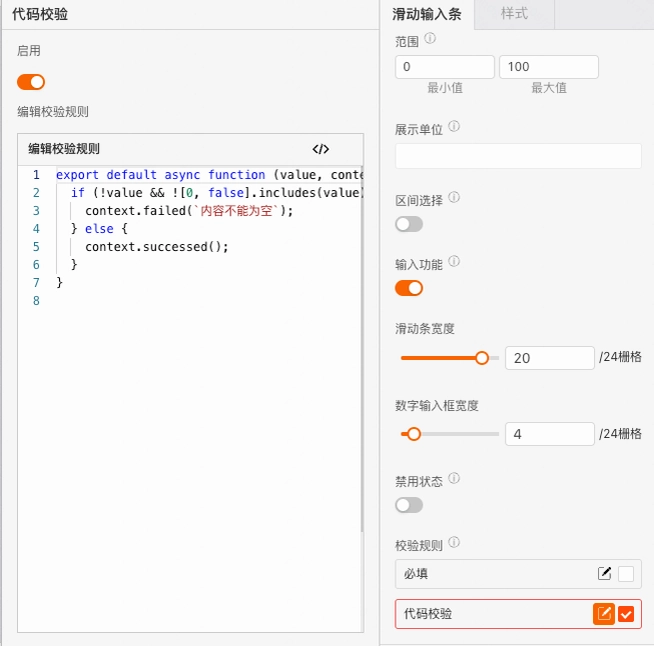 代码校验
启用
编辑校验规则
编辑校验规则
</>
1 export default async function (value, conte
2 if (!value && ![0, false].includes(value)
3 context.failed(`内容不能为空`);
4 } else {
5 context.successed();
6 }
7 }
8
滑动输入条
样式
范围
0
100
最小值
最大值
展示单位
区间选择
输入功能
滑动条宽度
20
/24栅格
数字输入框宽度
4
/24栅格
禁用状态
校验规则
必填
代码校验